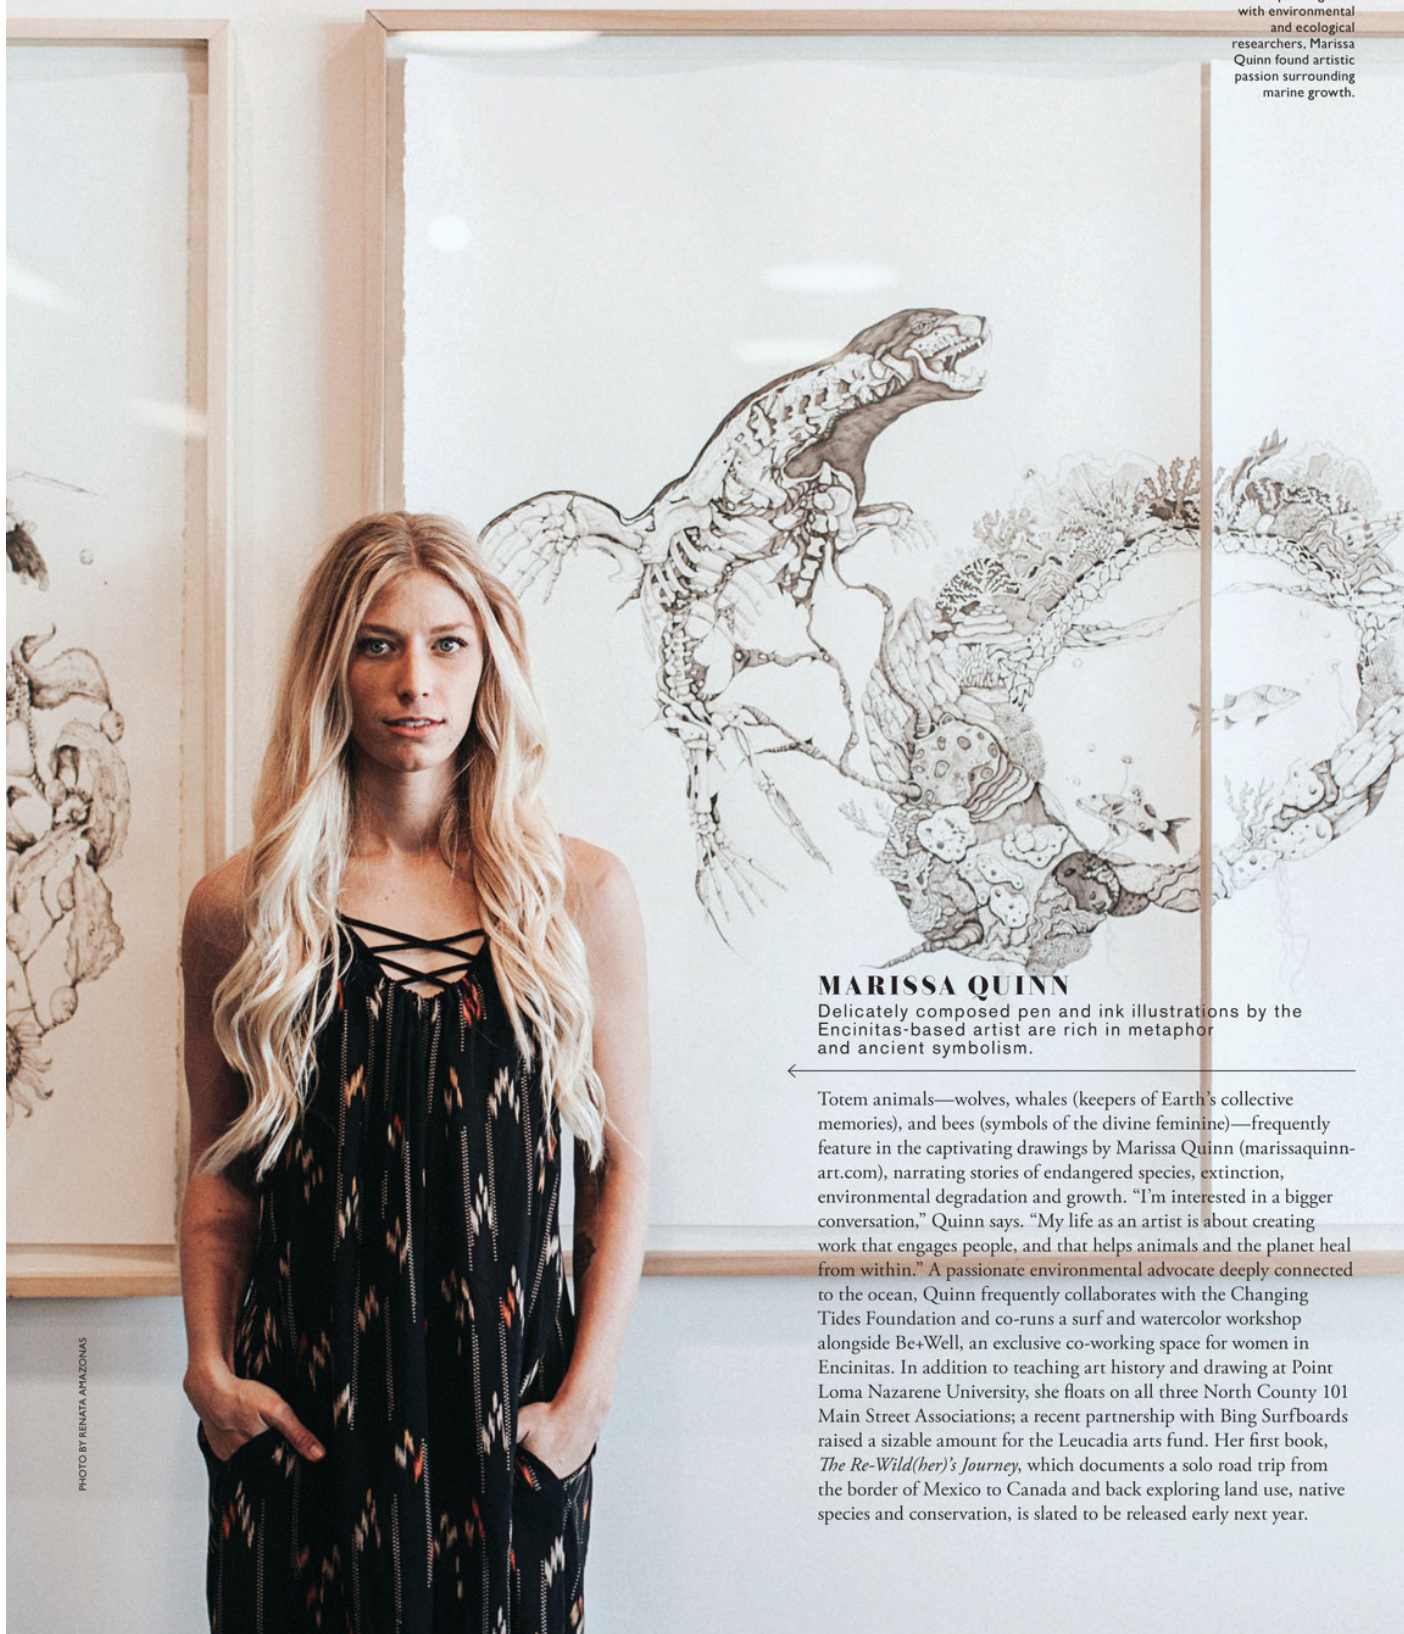 with environmental
and ecological
researchers, Marissa
Quinn found artistic
passion surrounding
marine growth.
MARISSA QUINN
Delicately composed pen and ink illustrations by the
Encinitas-based artist are rich in metaphor
and ancient symbolism.
Totem animals—wolves, whales (keepers of Earth’s collective
memories), and bees (symbols of the divine feminine)—frequently
feature in the captivating drawings by Marissa Quinn (marissaquinn-
art.com), narrating stories of endangered species, extinction,
environmental degradation and growth. “I’m interested in a bigger
conversation,” Quinn says. “My life as an artist is about creating
work that engages people, and that helps animals and the planet heal
from within.” A passionate environmental advocate deeply connected
to the ocean, Quinn frequently collaborates with the Changing
Tides Foundation and co-runs a surf and watercolor workshop
alongside Be+Well, an exclusive co-working space for women in
Encinitas. In addition to teaching art history and drawing at Point
Loma Nazarene University, she floats on all three North County 101
Main Street Associations; a recent partnership with Bing Surfboards
raised a sizable amount for the Leucadia arts fund. Her first book,
The Re-Wild(her)’s Journey, which documents a solo road trip from
the border of Mexico to Canada and back exploring land use, native
species and conservation, is slated to be released early next year.
PHOTO BY RENATA AMAZONAS